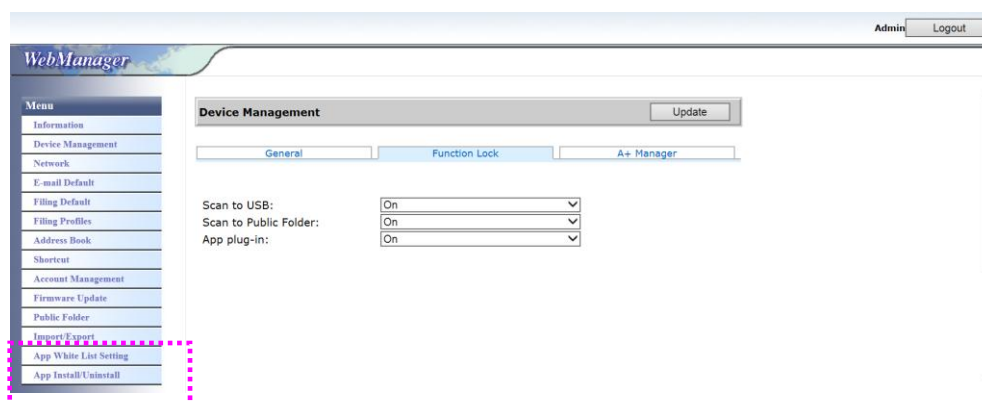 Admin Logout
WebManager
Menu
Information
Device Management
Network
E-mail Default
Filing Default
Filing Profiles
Address Book
Shortcut
Account Management
Firmware Update
Public Folder
Import/Export
App White List Setting
App Install/Uninstall
Device Management Update
General Function Lock A+ Manager
Scan to USB: On
Scan to Public Folder: On
App plug-in: On